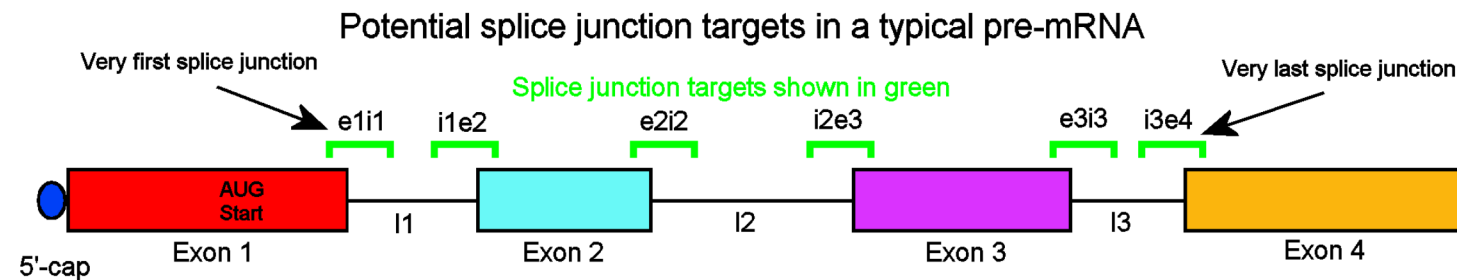 Potential splice junction targets in a typical pre-mRNA
Very first splice junction
Very last splice junction
Splice junction targets shown in green
e1i1
i1e2
e2i2
i2e3
e3i3
i3e4
AUG
Start
I1
I2
I3
Exon 1
Exon 2
Exon 3
Exon 4
5'-cap